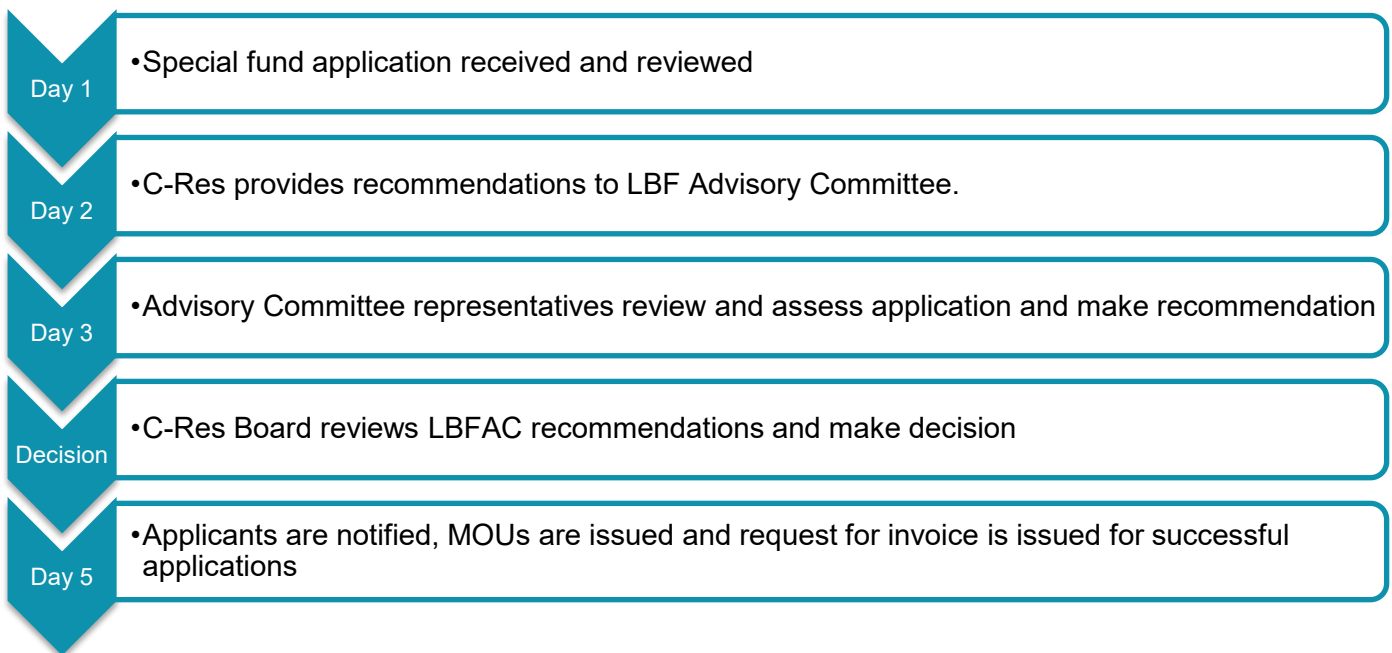 Day 1
•Special fund application received and reviewed
Day 2
•C-Res provides recommendations to LBF Advisory Committee.
Day 3
•Advisory Committee representatives review and assess application and make recommendation
Decision
•C-Res Board reviews LBFAC recommendations and make decision
Day 5
•Applicants are notified, MOUs are issued and request for invoice is issued for successful
applications